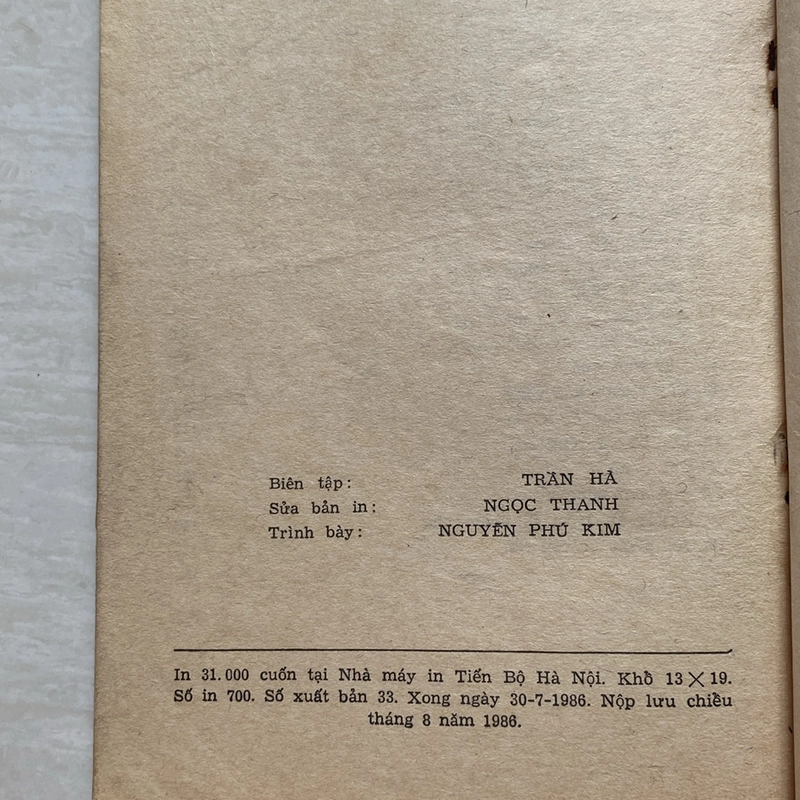 Biên tập: TRẦN HÀ
Sửa bản in: NGỌC THANH
Trình bày: NGUYỄN PHÚ KIM
In 31.000 cuốn tại Nhà máy in Tiến Bộ Hà Nội. Khổ 13 × 19.
Số in 700. Số xuất bản 33. Xong ngày 30-7-1986. Nộp lưu chiều
tháng 8 năm 1986.